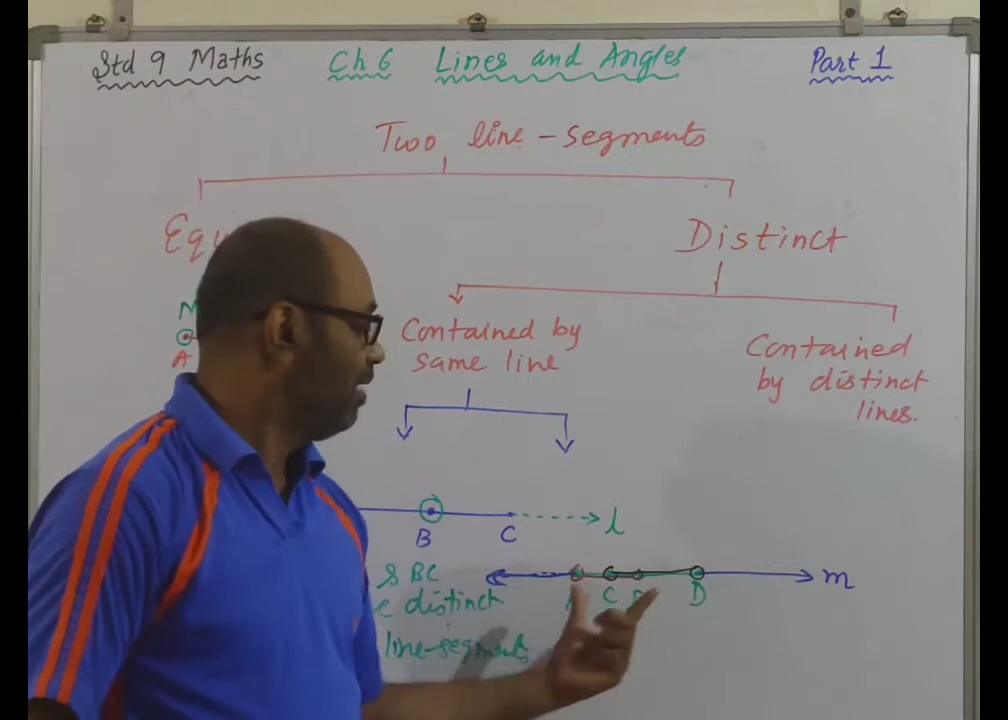 Std 9 Maths Ch 6 Lines and Angles Part 1
Two line-segments
Distinct
M
A
Contained by
same line
Contained
by distinct
lines.
B C l
& BC
distinct
line-segments
C D m